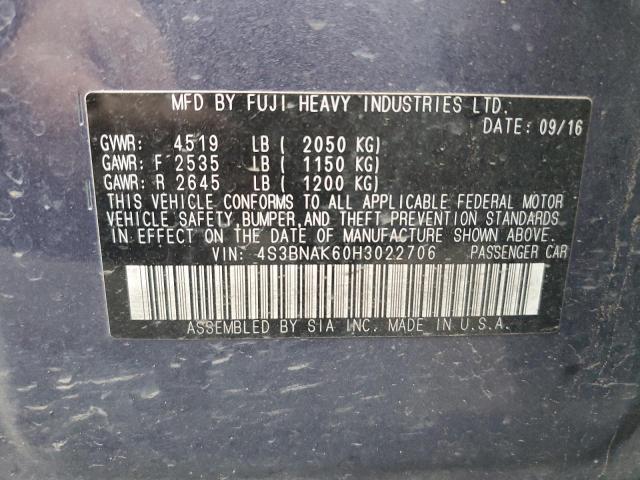 MFD BY FUJI HEAVY INDUSTRIES LTD.
DATE: 09/16
GVWR: 4519 LB ( 2050 KG)
GAWR: F 2535 LB ( 1150 KG)
GAWR: R 2645 LB ( 1200 KG)
THIS VEHICLE CONFORMS TO ALL APPLICABLE FEDERAL MOTOR
VEHICLE SAFETY, BUMPER, AND THEFT PREVENTION STANDARDS
IN EFFECT ON THE DATE OF MANUFACTURE SHOWN ABOVE.
VIN: 4S3BNAK60H3022706 PASSENGER CAR
ASSEMBLED BY SIA INC. MADE IN U.S.A.